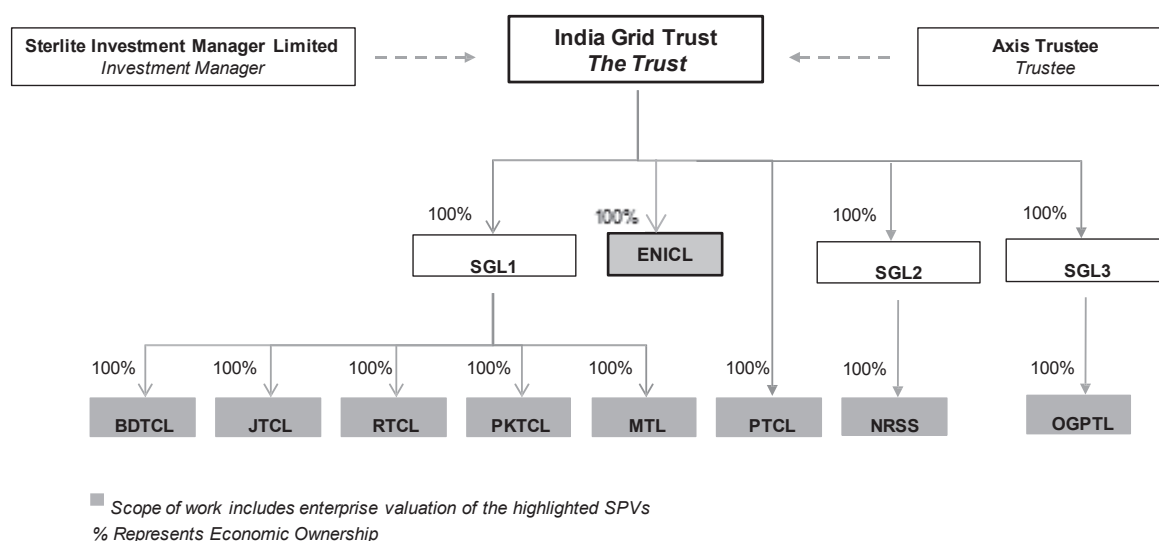 Sterlite Investment Manager Limited
Investment Manager
India Grid Trust
The Trust
Axis Trustee
Trustee
100%
100%
100%
100%
SGL1
ENICL
SGL2
SGL3
100%
100%
100%
100%
100%
100%
100%
100%
BDTCL
JTCL
RTCL
PKTCL
MTL
PTCL
NRSS
OGPTL
Scope of work includes enterprise valuation of the highlighted SPVs
% Represents Economic Ownership